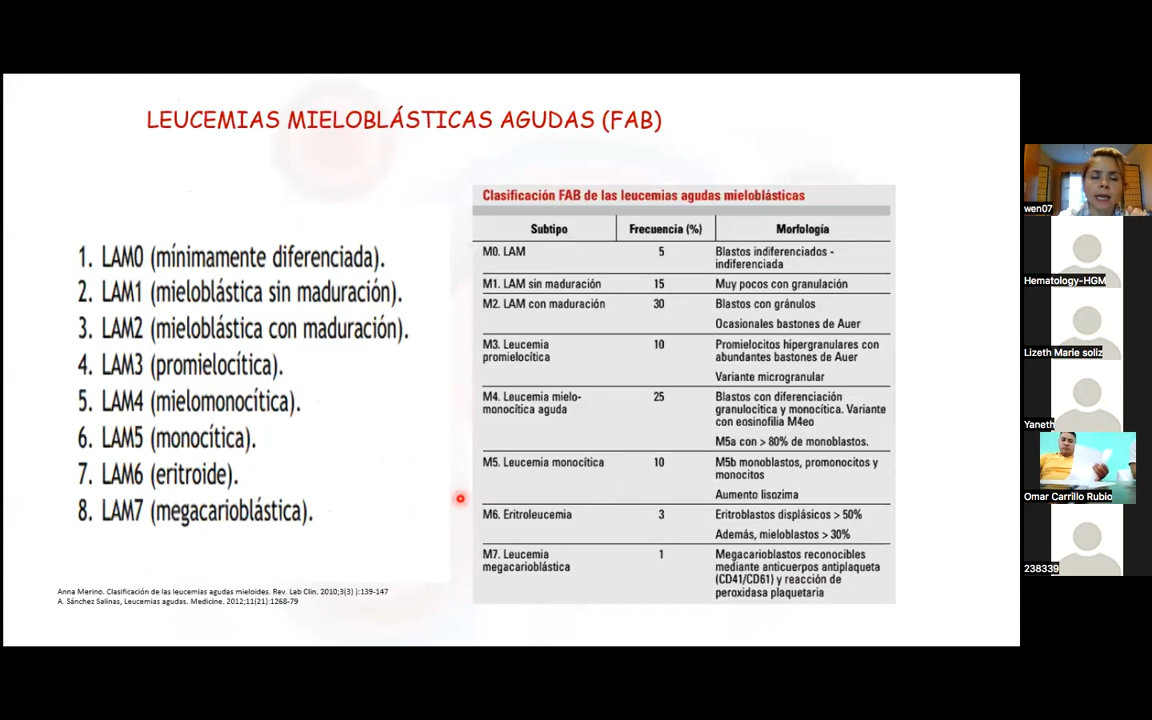 LEUCEMIAS MIELOBLÁSTICAS AGUDAS (FAB)
1. LAM0 (mínimamente diferenciada).
2. LAM1 (mieloblástica sin maduración).
3. LAM2 (mieloblástica con maduración).
4. LAM3 (promielocítica).
5. LAM4 (mielomonocítica).
6. LAM5 (monocítica).
7. LAM6 (eritroide).
8. LAM7 (megacarioblástica).
Anna Merino. Clasificación de las leucemias agudas mieloides. Rev. Lab Clin. 2010;3(3) ):139-147
A. Sánchez Salinas, Leucemias agudas. Medicine. 2012;11(21):1268-79
Clasificación FAB de las leucemias agudas mieloblásticas
Subtipo Frecuencia (%) Morfología
M0. LAM 5 Blastos indiferenciados -
indiferenciada
M1. LAM sin maduración 15 Muy pocos con granulación
M2. LAM con maduración 30 Blastos con gránulos
Ocasionales bastones de Auer
M3. Leucemia 10 Promielocitos hipergranulares con
promielocítica abundantes bastones de Auer
Variante microgranular
M4. Leucemia mielo- 25 Blastos con diferenciación
monocítica aguda granulocítica y monocítica. Variante
con eosinofilia M4eo
M5a con > 80% de monoblastos.
M5. Leucemia monocítica 10 M5b monoblastos, promonocitos y
monocitos
Aumento lisozima
M6. Eritroleucemia 3 Eritroblastos displásicos > 50%
Además, mieloblastos > 30%
M7. Leucemia 1 Megacarioblastos reconocibles
megacarioblástica mediante anticuerpos antiplaqueta
(CD41/CD61) y reacción de
peroxidasa plaquetaria
wen07
Hematology-HGM
Lizeth Marie soliz
Yaneth
Omar Carrillo Rubio
238339